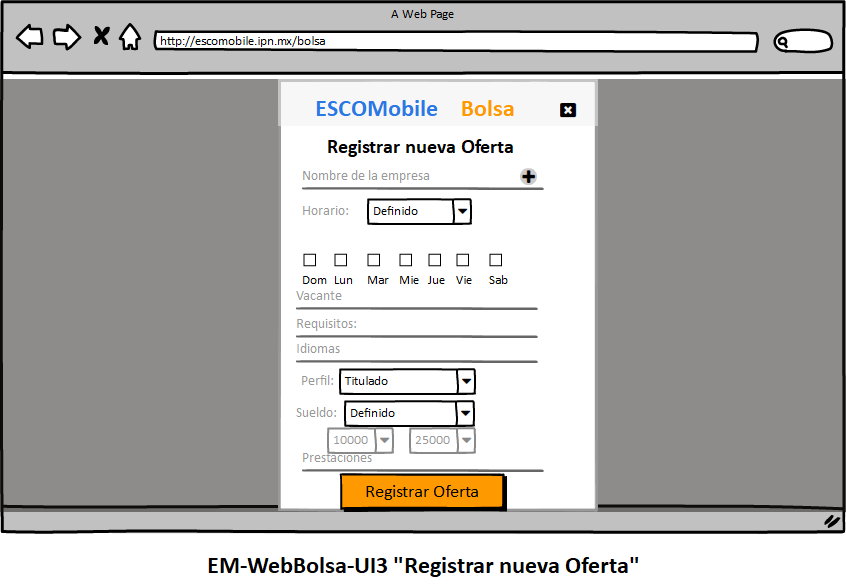 A Web Page
http://escomobile.ipn.mx/bolsa
ESCOMobile Bolsa
Registrar nueva Oferta
Nombre de la empresa
Horario: Definido
Dom Lun Mar Mie Jue Vie Sab
Vacante
Requisitos:
Idiomas
Perfil: Titulado
Sueldo: Definido
10000 25000
Prestaciones
Registrar Oferta
EM-WebBolsa-UI3 "Registrar nueva Oferta"